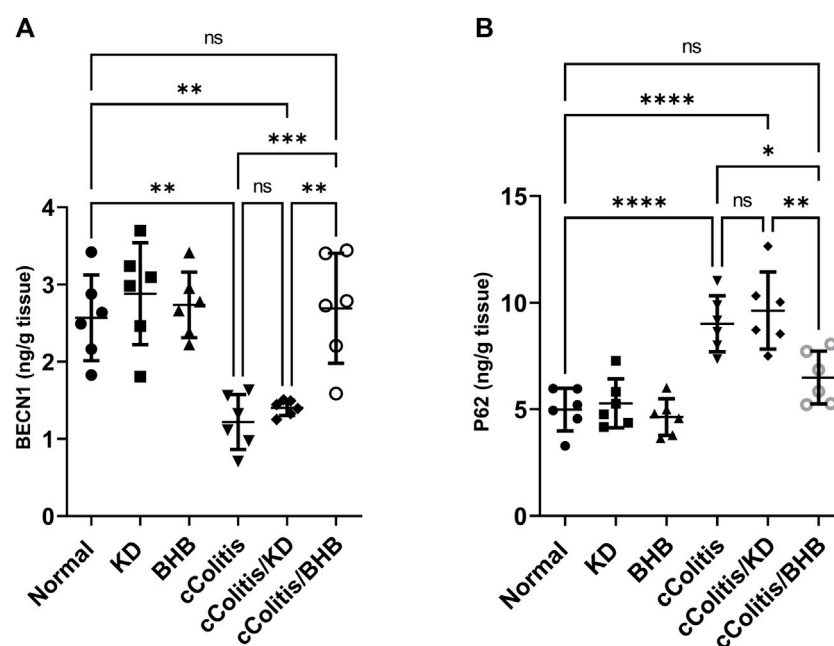 A
ns
**
***
**
ns
**
4
3
2
1
0
BECN1 (ng/g tissue)
Normal
KD
BHB
cColitis
cColitis/KD
cColitis/BHB
B
ns
****
*
****
ns
**
15
10
5
0
P62 (ng/g tissue)
Normal
KD
BHB
cColitis
cColitis/KD
cColitis/BHB